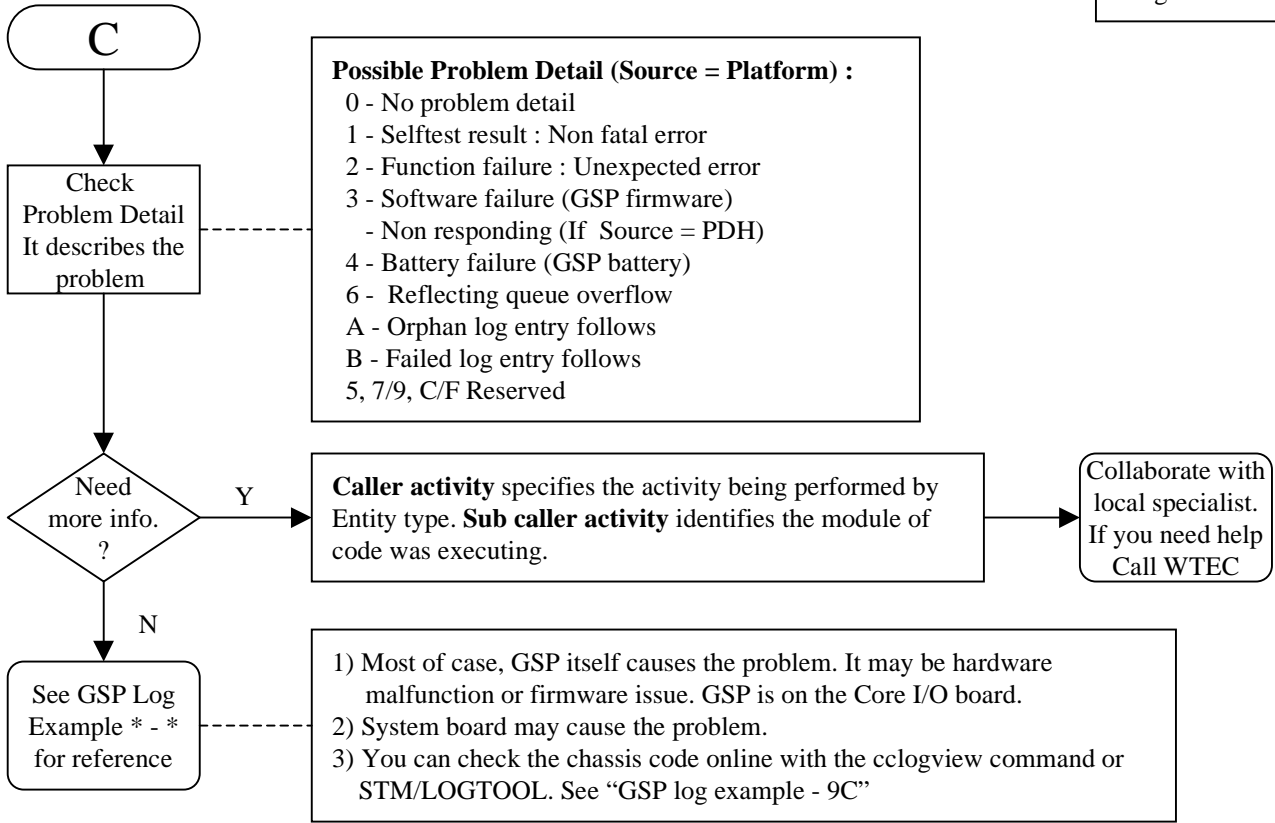 C
Check
Problem Detail
It describes the
problem
Possible Problem Detail (Source = Platform) :
0 - No problem detail
1 - Selftest result : Non fatal error
2 - Function failure : Unexpected error
3 - Software failure (GSP firmware)
- Non responding (If Source = PDH)
4 - Battery failure (GSP battery)
6 - Reflecting queue overflow
A - Orphan log entry follows
B - Failed log entry follows
5, 7/9, C/F Reserved
Need
more info.
?
Y
Caller activity specifies the activity being performed by
Entity type. Sub caller activity identifies the module of
code was executing.
Collaborate with
local specialist.
If you need help
Call WTEC
N
See GSP Log
Example * - *
for reference
1) Most of case, GSP itself causes the problem. It may be hardware
malfunction or firmware issue. GSP is on the Core I/O board.
2) System board may cause the problem.
3) You can check the chassis code online with the cclogview command or
STM/LOGTOOL. See “GSP log example - 9C”